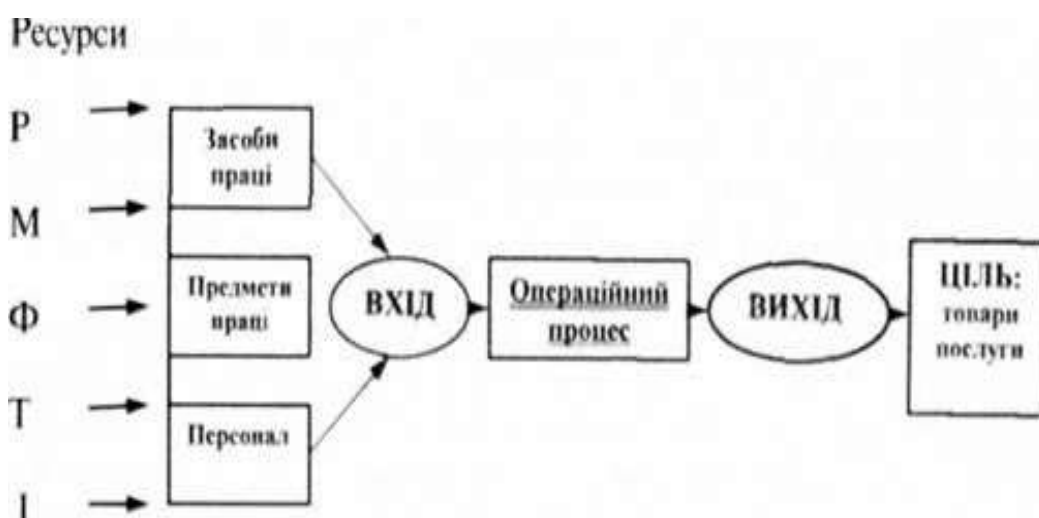 Ресурси
Р
М
Ф
Т
І
Засоби
праці
Предмети
праці
Персонал
ВХІД
Операційний
процес
ВИХІД
ЦІЛЬ:
товари
послуги